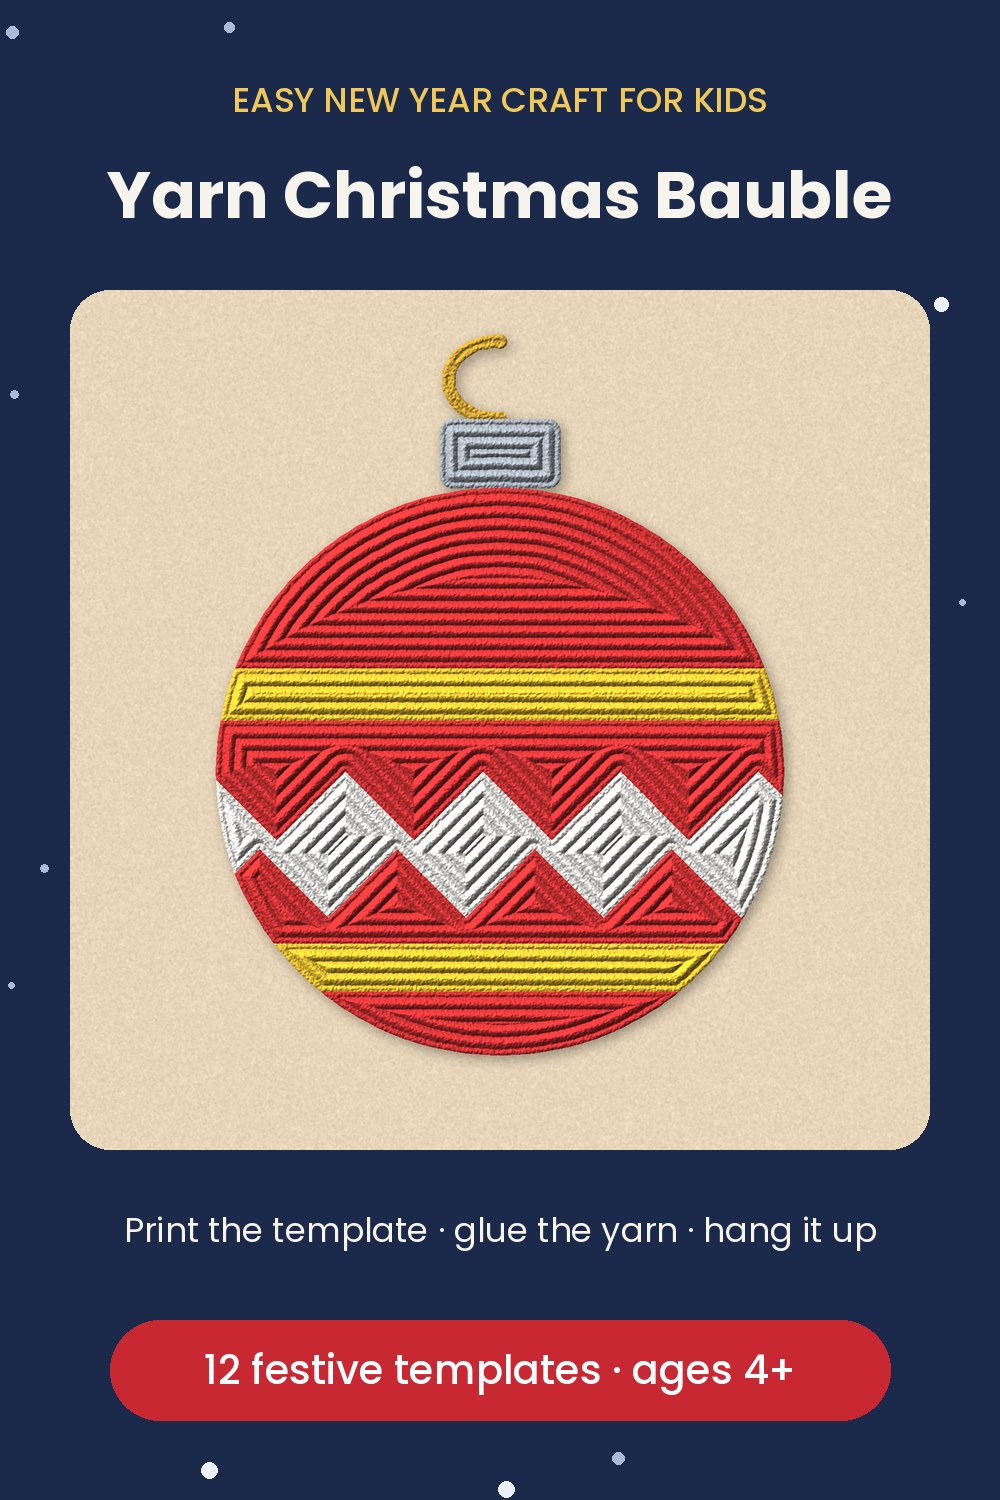 EASY NEW YEAR CRAFT FOR KIDS
Yarn Christmas Bauble
Print the template · glue the yarn · hang it up
12 festive templates · ages 4+